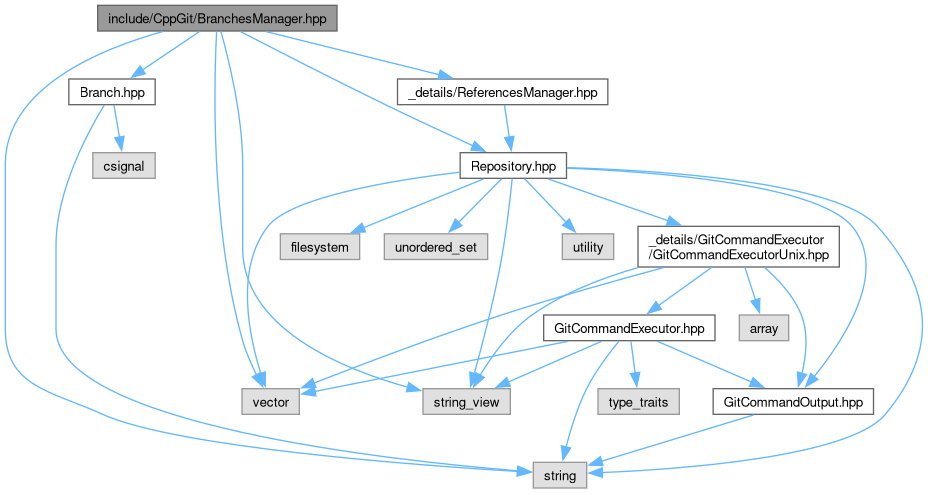 include/CppGit/BranchesManager.hpp
Branch.hpp
_details/ReferencesManager.hpp
csignal
Repository.hpp
filesystem
unordered_set
utility
_details/GitCommandExecutor
/GitCommandExecutorUnix.hpp
GitCommandExecutor.hpp
array
vector
string_view
type_traits
GitCommandOutput.hpp
string